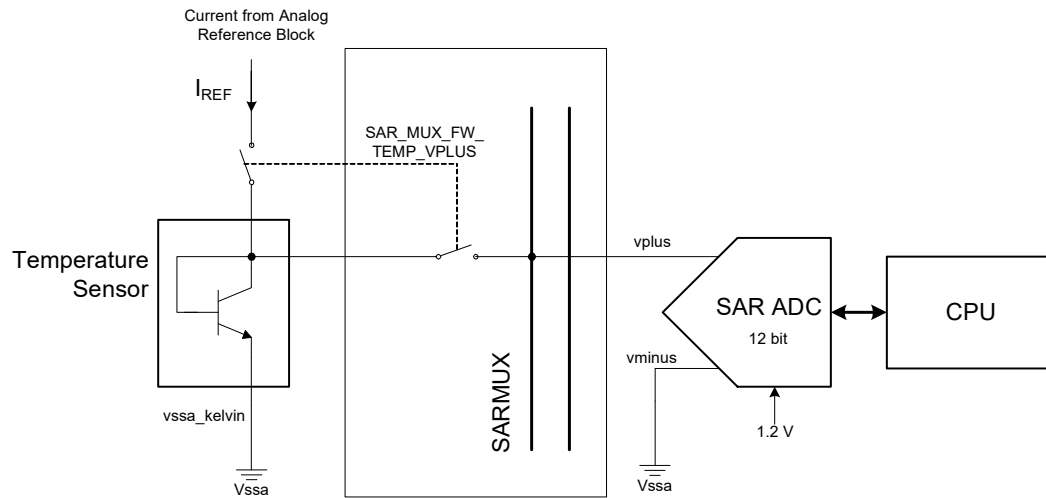 Current from Analog
Reference Block
IREF
SAR_MUX_FW_
TEMP_VPLUS
Temperature
Sensor
vplus
SAR ADC
12 bit
CPU
vminus
SARMUX
vssa_kelvin
1.2 V
Vssa
Vssa